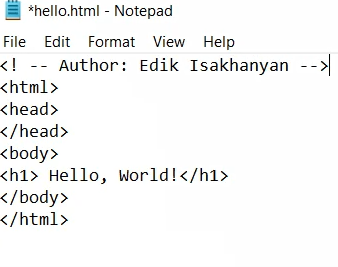 *hello.html - Notepad
File Edit Format View Help
<! -- Author: Edik Isakhanyan -->
<html>
<head>
</head>
<body>
<h1> Hello, World!</h1>
</body>
</html>